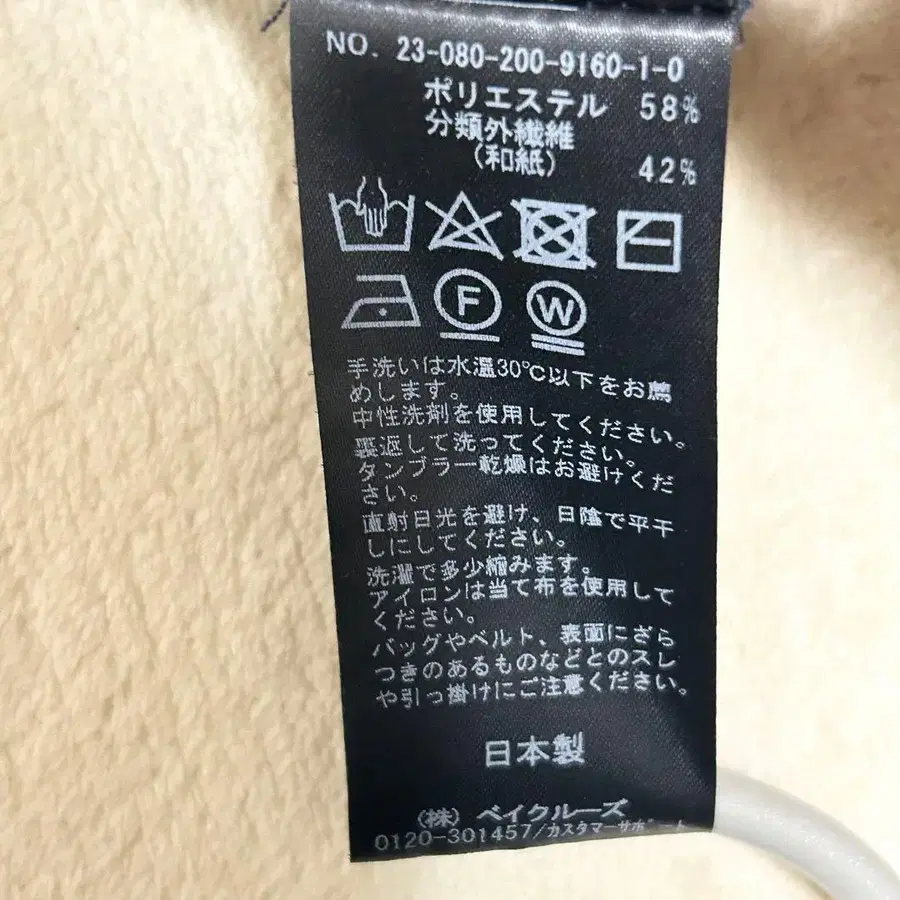 NO. 23-080-200-9160-1-0
ポリエステル 58%
分類外繊維
(和紙) 42%
F W
手洗いは水温30℃以下をお薦
めします。
中性洗剤を使用してください。
裏返して洗ってください。
タンブラー乾燥はお避けくだ
さい。
直射日光を避け、日陰で平干
しにしてください。
洗濯で多少縮みます。
アイロンは当て布を使用して
ください。
バッグやベルト、表面にざら
つきのあるものなどとのスレ
や引っ掛けにご注意ください。
日本製
(株) ベイクルーズ
0120-301457/カスタマーサポート